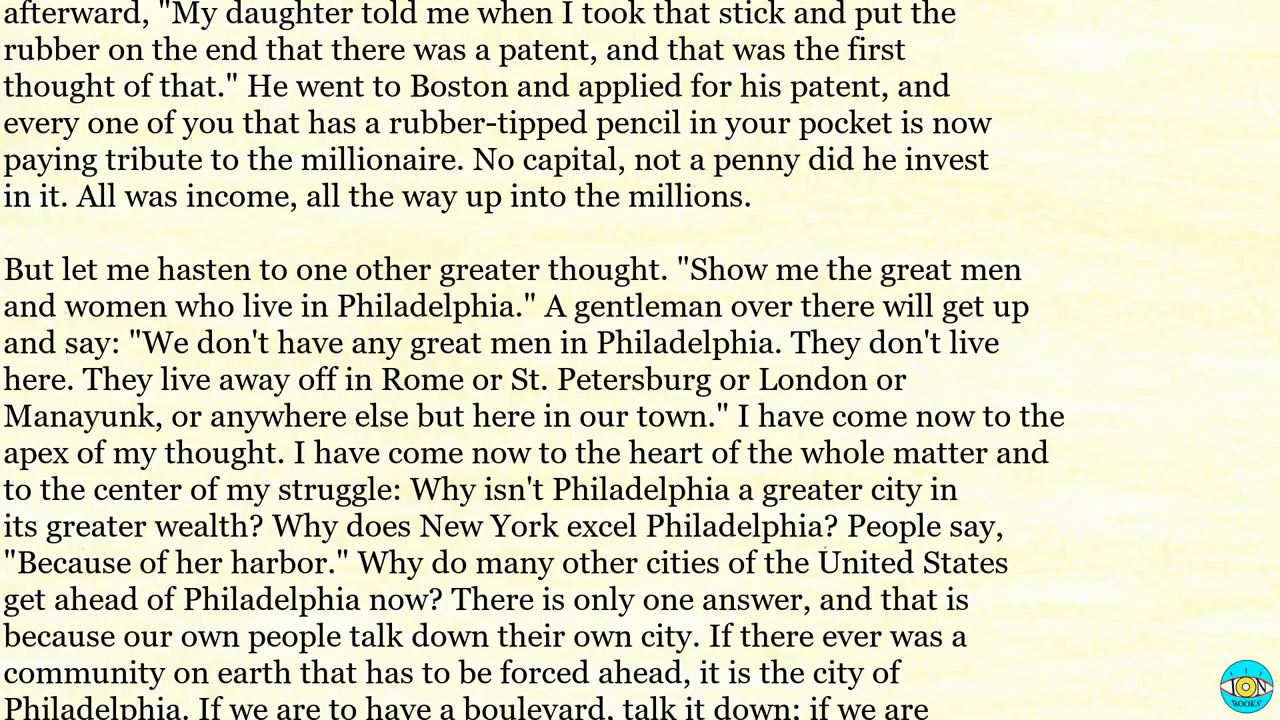 afterward, "My daughter told me when I took that stick and put the
rubber on the end that there was a patent, and that was the first
thought of that." He went to Boston and applied for his patent, and
every one of you that has a rubber-tipped pencil in your pocket is now
paying tribute to the millionaire. No capital, not a penny did he invest
in it. All was income, all the way up into the millions.
But let me hasten to one other greater thought. "Show me the great men
and women who live in Philadelphia." A gentleman over there will get up
and say: "We don't have any great men in Philadelphia. They don't live
here. They live away off in Rome or St. Petersburg or London or
Manayunk, or anywhere else but here in our town." I have come now to the
apex of my thought. I have come now to the heart of the whole matter and
to the center of my struggle: Why isn't Philadelphia a greater city in
its greater wealth? Why does New York excel Philadelphia? People say,
"Because of her harbor." Why do many other cities of the United States
get ahead of Philadelphia now? There is only one answer, and that is
because our own people talk down their own city. If there ever was a
community on earth that has to be forced ahead, it is the city of
Philadelphia. If we are to have a boulevard, talk it down; if we are
ION
BOOKS